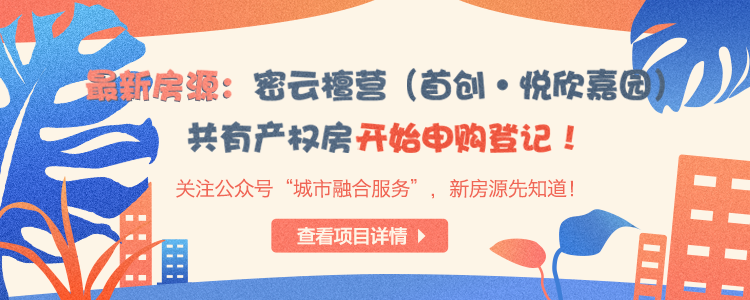 最新房源：密云檀营（首创·悦欣嘉园）
共有产权房开始申购登记！
关注公众号“城市融合服务”，新房源先知道！
查看项目详情